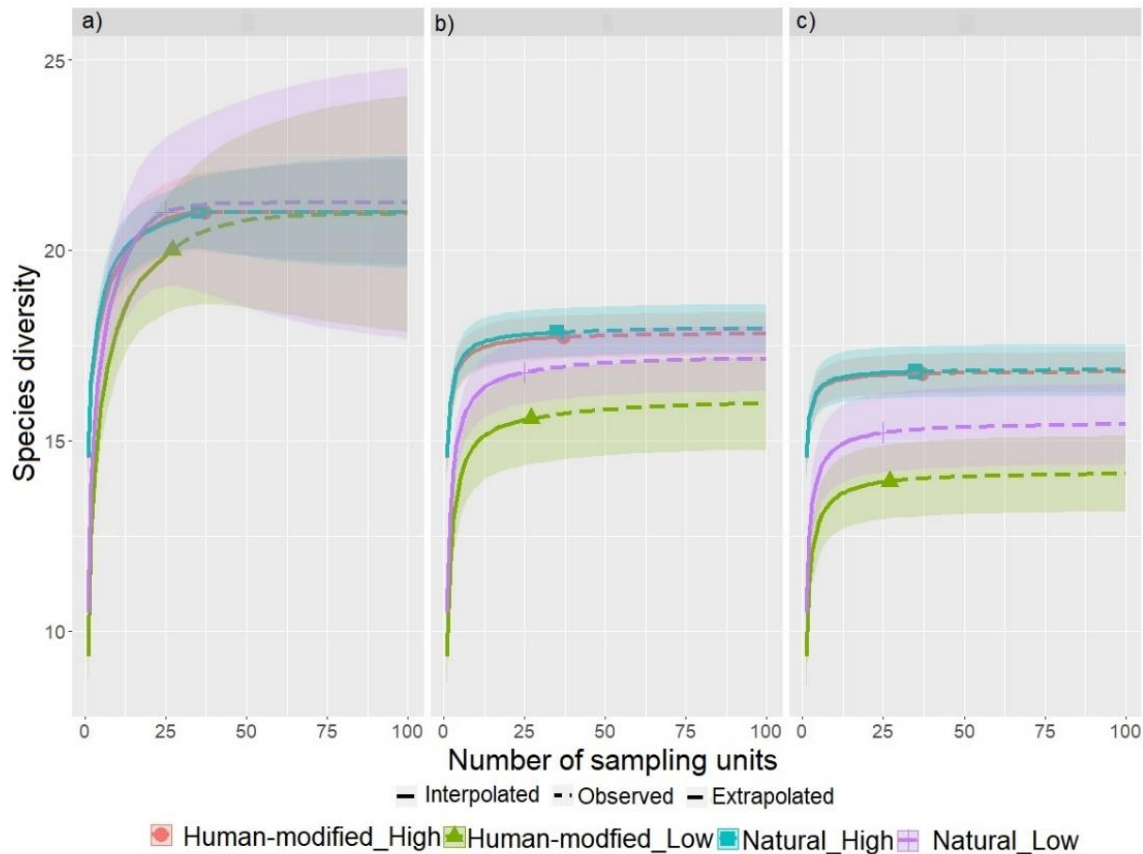 a)
b)
c)
25
20
15
10
Species diversity
0 25 50 75 100
0 25 50 75 100
0 25 50 75 100
Number of sampling units
Interpolated Observed Extrapolated
Human-modified_High Human-modfied_Low Natural_High Natural_Low